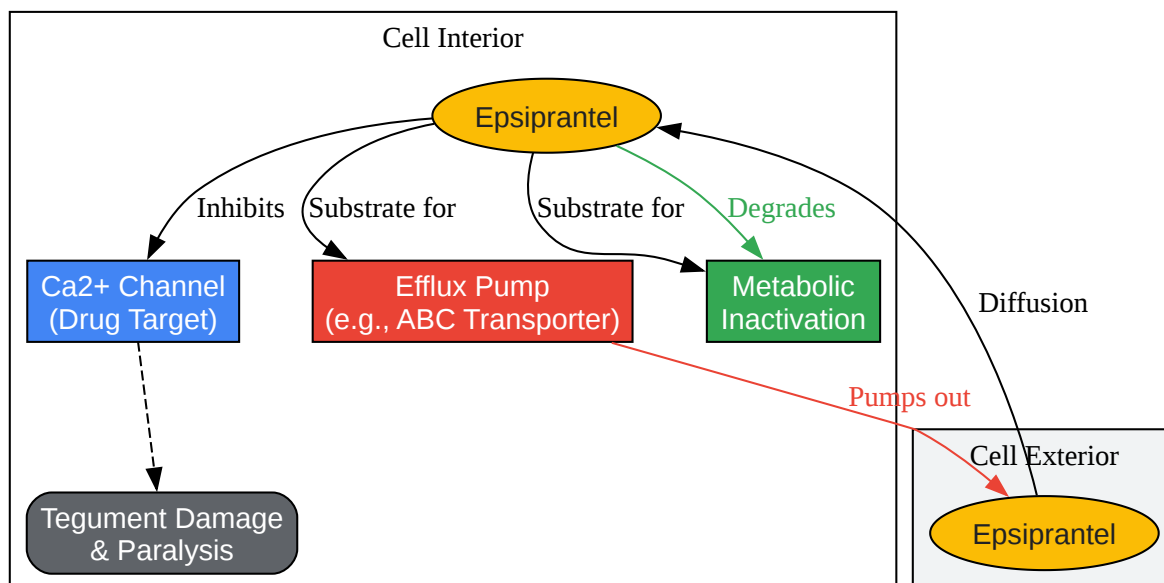 Cell Interior
Epsiprantel
Inhibits
Substrate for
Substrate for
Degrades
Ca2+ Channel
(Drug Target)
Efflux Pump
(e.g., ABC Transporter)
Metabolic
Inactivation
Diffusion
Pumps out
Cell Exterior
Tegument Damage
& Paralysis
Epsiprantel